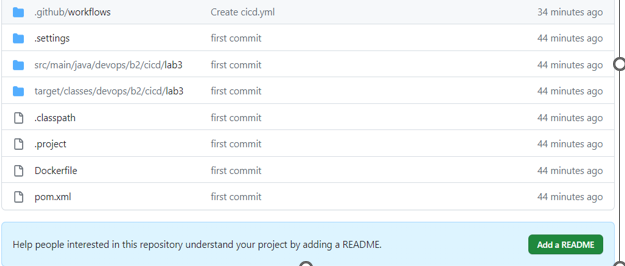 .github/workflows Create cicd.yml 34 minutes ago
.settings first commit 44 minutes ago
src/main/java/devops/b2/cicd/lab3 first commit 44 minutes ago
target/classes/devops/b2/cicd/lab3 first commit 44 minutes ago
.classpath first commit 44 minutes ago
.project first commit 44 minutes ago
Dockerfile first commit 44 minutes ago
pom.xml first commit 44 minutes ago
Help people interested in this repository understand your project by adding a README. Add a README